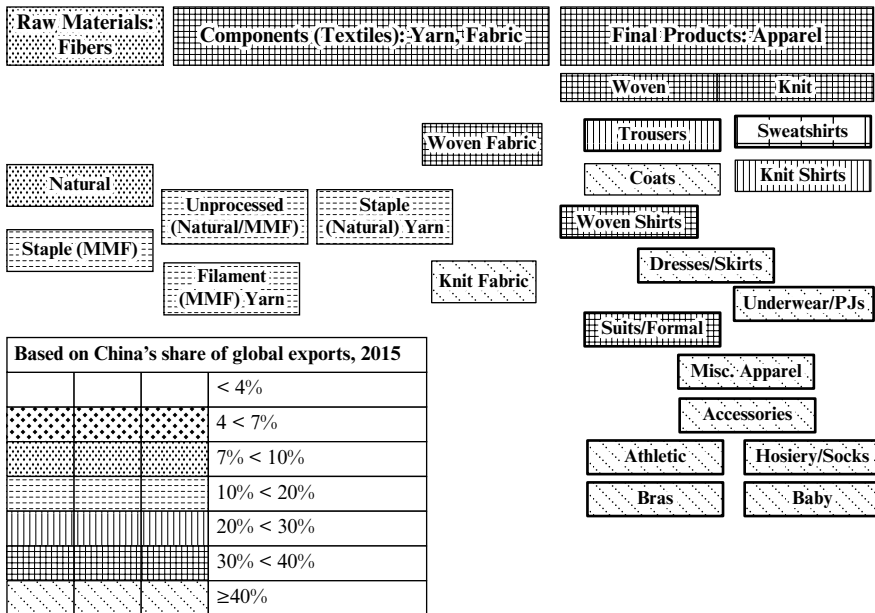 Raw Materials:
Fibers
Components (Textiles): Yarn, Fabric
Final Products: Apparel
Woven
Knit
Woven Fabric
Trousers
Sweatshirts
Natural
Coats
Knit Shirts
Unprocessed
(Natural/MMF)
Staple
(Natural) Yarn
Woven Shirts
Staple (MMF)
Dresses/Skirts
Filament
(MMF) Yarn
Knit Fabric
Underwear/PJs
Suits/Formal
Misc. Apparel
Accessories
Athletic
Hosiery/Socks
Bras
Baby
Based on China’s share of global exports, 2015
< 4%
4 < 7%
7% < 10%
10% < 20%
20% < 30%
30% < 40%
≥40%